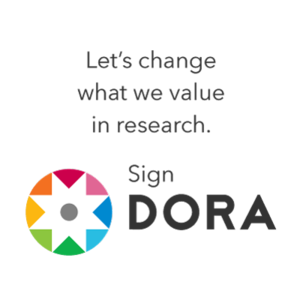 Let's change
what we value
in research.
Sign
DORA